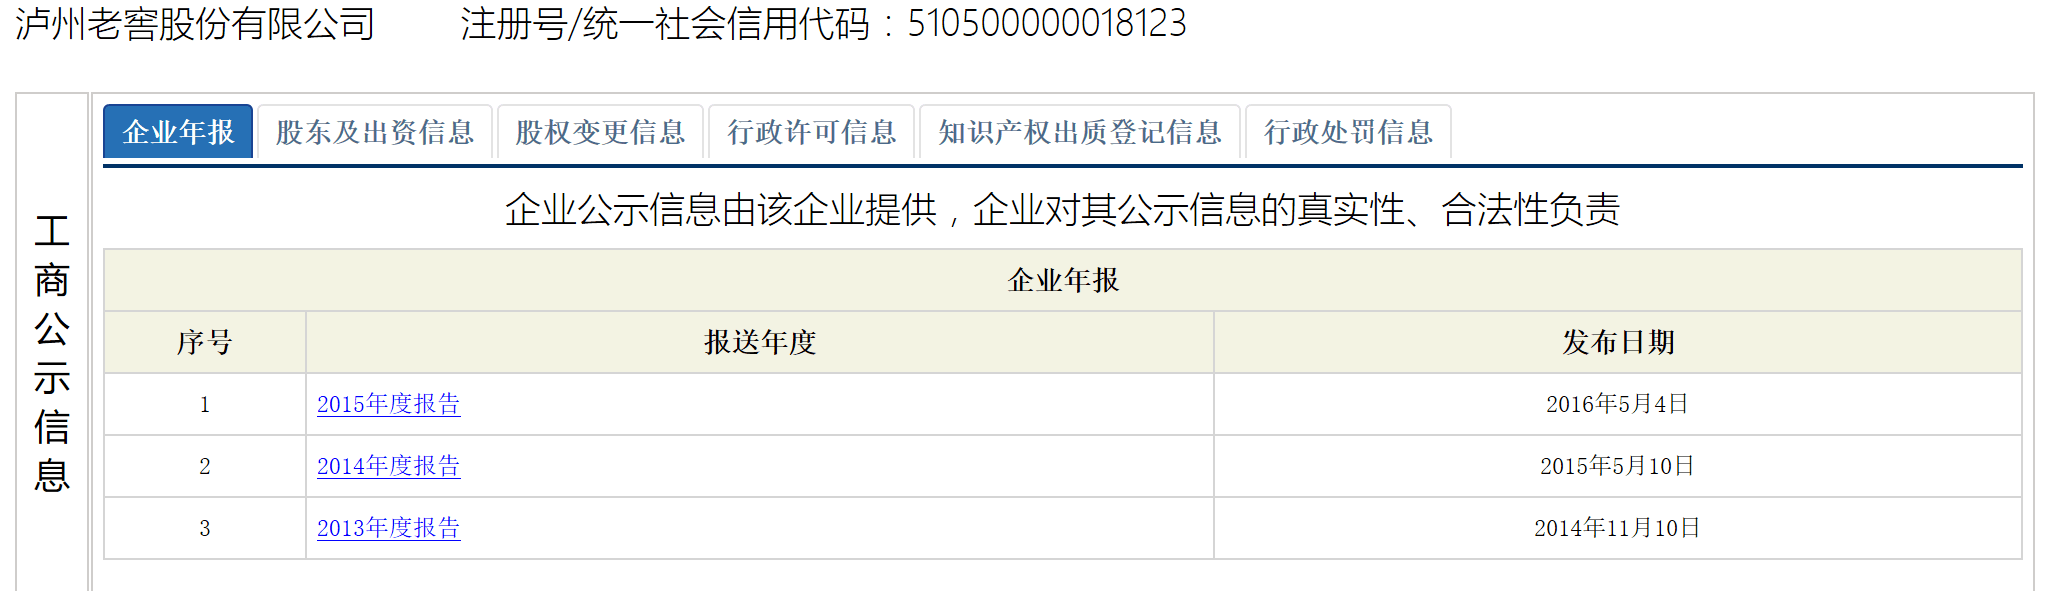 泸州老窖股份有限公司 注册号/统一社会信用代码：510500000018123
工商公示信息
企业年报 股东及出资信息 股权变更信息 行政许可信息 知识产权出质登记信息 行政处罚信息
企业公示信息由该企业提供，企业对其公示信息的真实性、合法性负责
企业年报
序号 报送年度 发布日期
1 2015年度报告 2016年5月4日
2 2014年度报告 2015年5月10日
3 2013年度报告 2014年11月10日